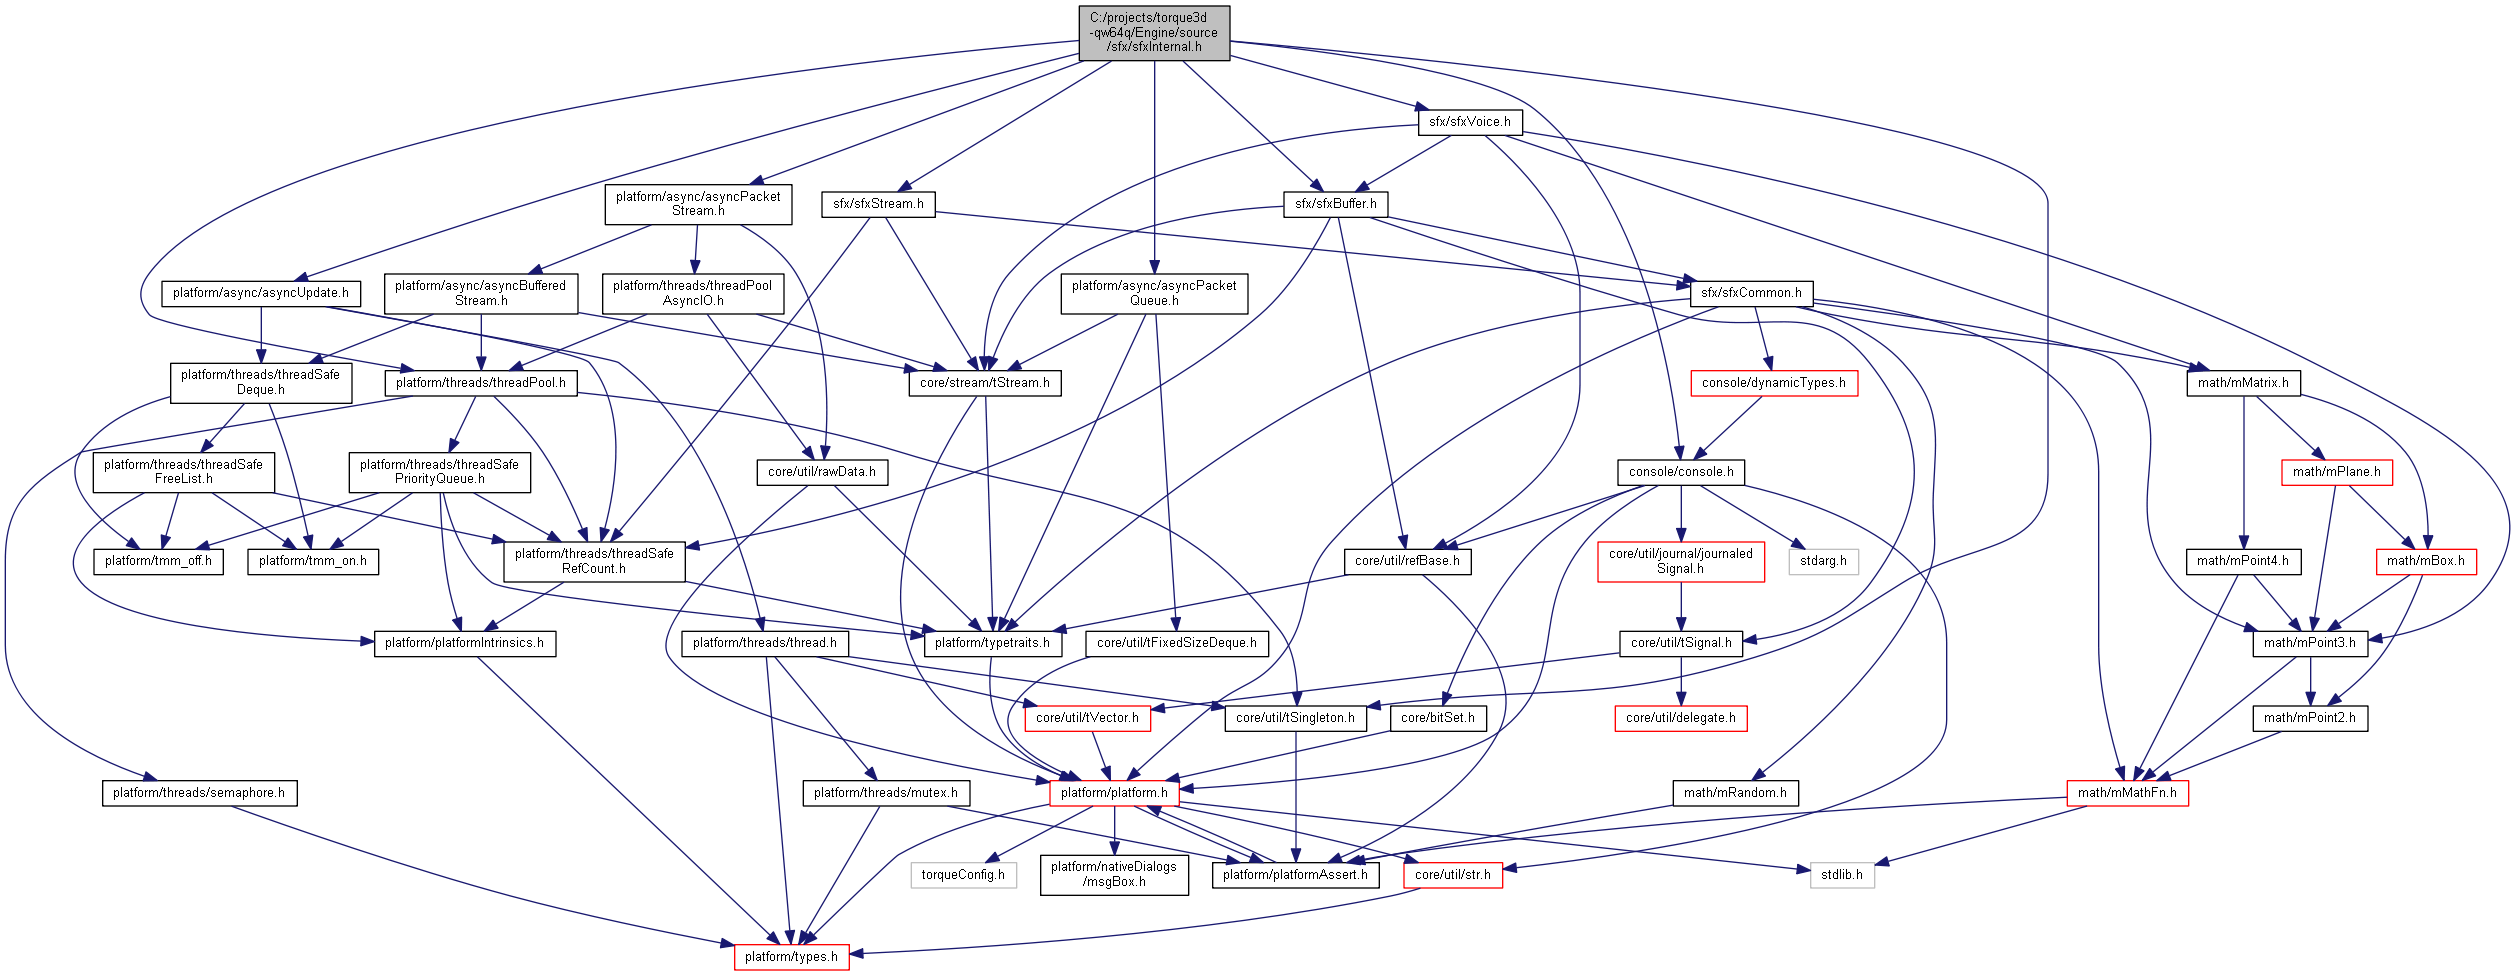 C:/projects/torque3d
-qw64q/Engine/source
/sfx/sfxInternal.h
sfx/sfxVoice.h
platform/async/asyncPacket
Stream.h
sfx/sfxStream.h
sfx/sfxBuffer.h
platform/async/asyncUpdate.h
platform/async/asyncBuffered
Stream.h
platform/threads/threadPool
AsyncIO.h
platform/async/asyncPacket
Queue.h
sfx/sfxCommon.h
platform/threads/threadSafe
Deque.h
platform/threads/threadPool.h
core/stream/tStream.h
console/dynamicTypes.h
math/mMatrix.h
platform/threads/threadSafe
FreeList.h
platform/threads/threadSafe
PriorityQueue.h
core/util/rawData.h
console/console.h
math/mPlane.h
platform/tmm_off.h
platform/tmm_on.h
platform/threads/threadSafe
RefCount.h
core/util/refBase.h
core/util/journal/journaled
Signal.h
stdarg.h
math/mPoint4.h
math/mBox.h
platform/platformIntrinsics.h
platform/threads/thread.h
platform/typetraits.h
core/util/tFixedSizeDeque.h
core/util/tSignal.h
math/mPoint3.h
core/util/tVector.h
core/util/tSingleton.h
core/bitSet.h
core/util/delegate.h
math/mPoint2.h
platform/threads/semaphore.h
platform/threads/mutex.h
platform/platform.h
math/mRandom.h
math/mMathFn.h
torqueConfig.h
platform/nativeDialogs
/msgBox.h
platform/platformAssert.h
core/util/str.h
stdlib.h
platform/types.h